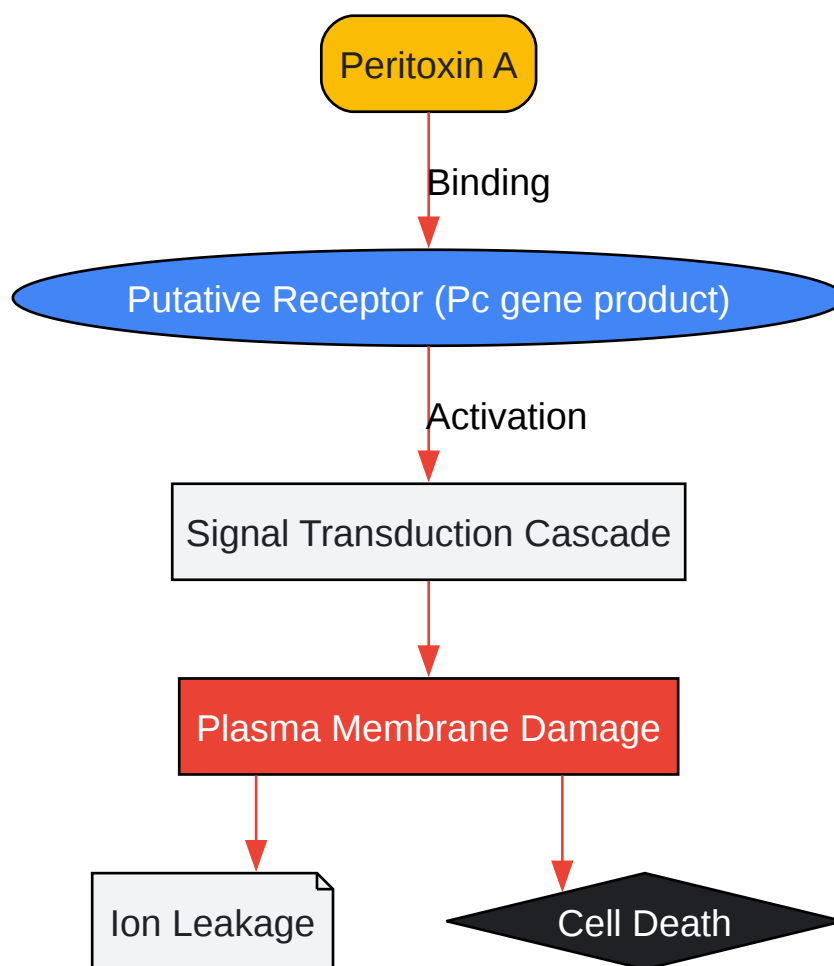 Peritoxin A
Binding
Putative Receptor (Pc gene product)
Activation
Signal Transduction Cascade
Plasma Membrane Damage
Ion Leakage
Cell Death